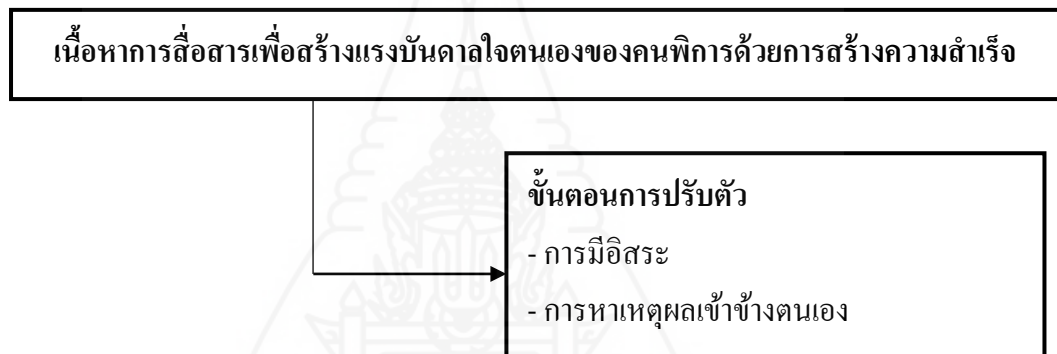 เนื้อหาการสื่อสารเพื่อสร้างแรงบันดาลใจตนเองของคนพิการด้วยการสร้างความสำเร็จ
ขั้นตอนการปรับตัว
- การมีอิสระ
- การหาเหตุผลเข้าข้างตนเอง